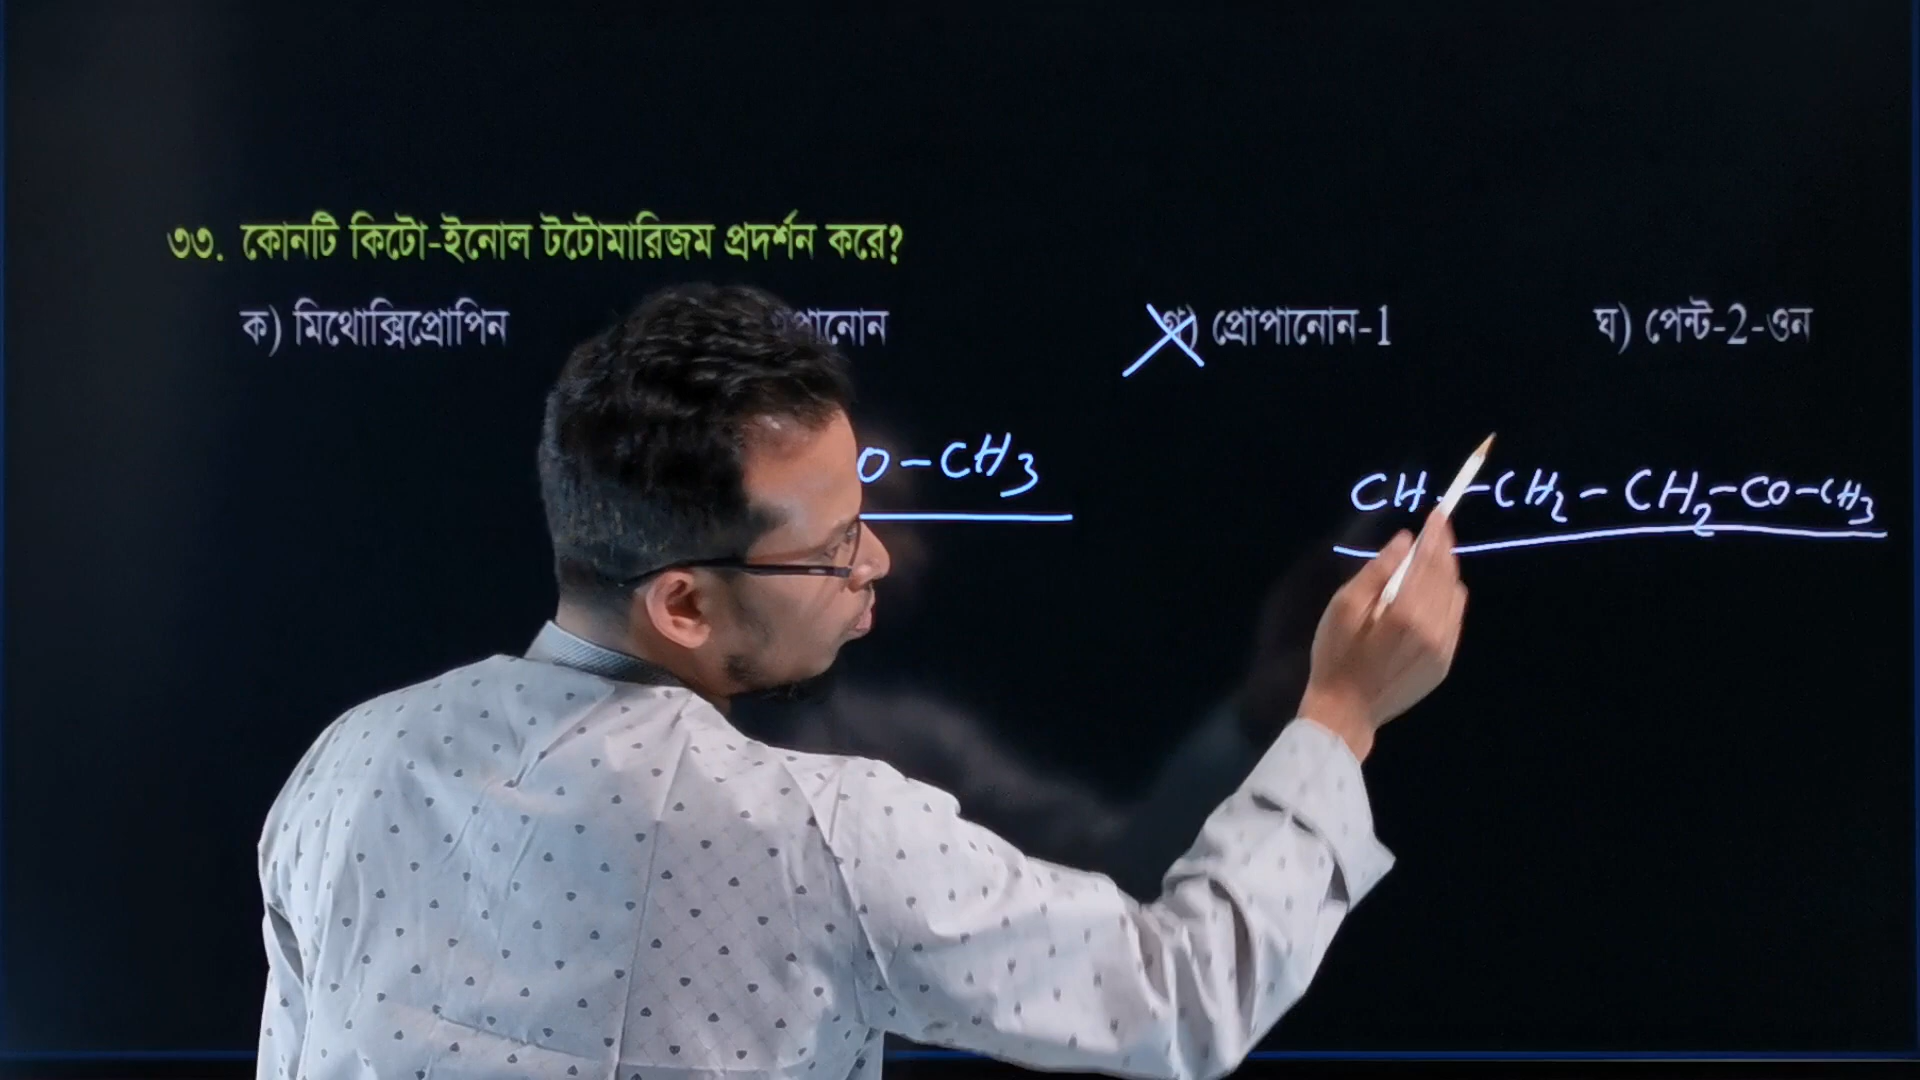 ৩৩. কোনটি কিটো-ইনোল টটোমারিজম প্রদর্শন করে?
ক) মিথোক্সিপ্রোপিন গ) প্রোপানোন-1 ঘ) পেন্ট-2-ওন
O-CH3
CH -CH2-CH2-CO-CH3